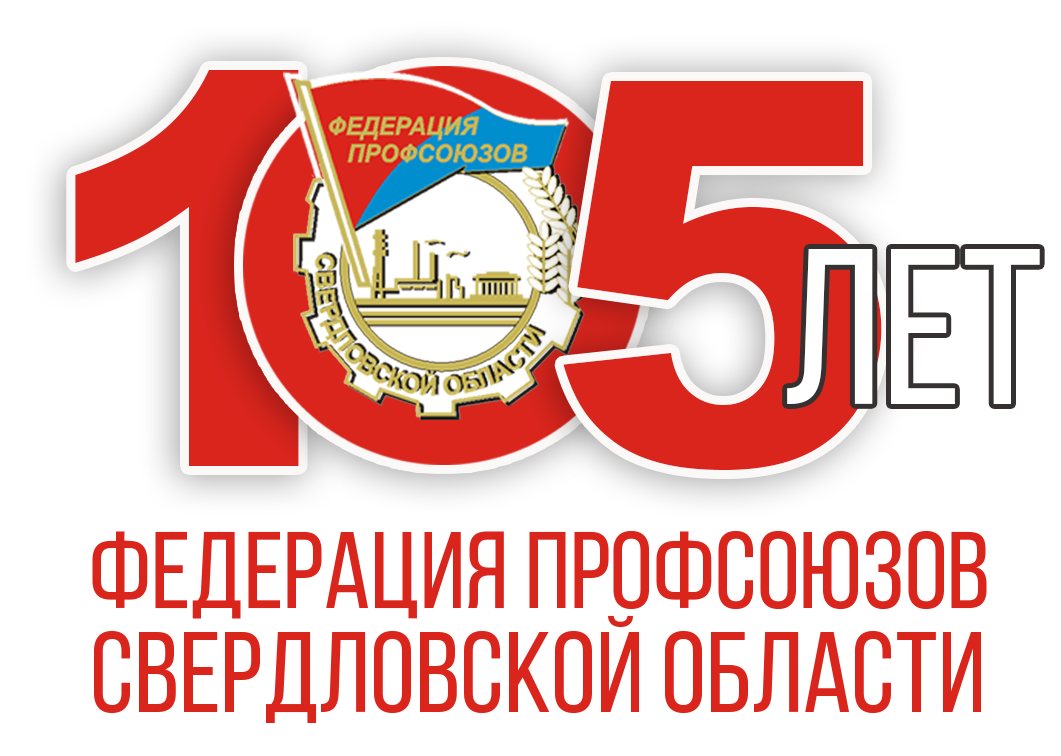 105
ЛЕТ
ФЕДЕРАЦИЯ
ПРОФСОЮЗОВ
СВЕРДЛОВСКОЙ ОБЛАСТИ
ФЕДЕРАЦИЯ ПРОФСОЮЗОВ
СВЕРДЛОВСКОЙ ОБЛАСТИ